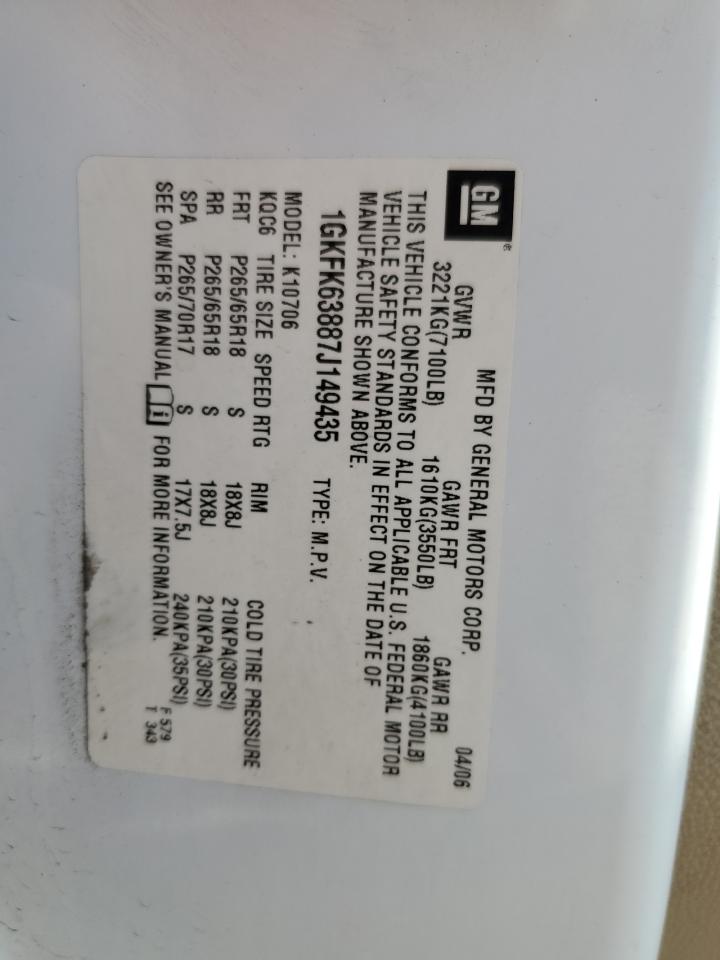 GM
MFD BY GENERAL MOTORS CORP. 04/06
GVWR GAWR FRT GAWR RR
3221KG(7100LB) 1610KG(3550LB) 1860KG(4100LB)
THIS VEHICLE CONFORMS TO ALL APPLICABLE U.S. FEDERAL MOTOR
VEHICLE SAFETY STANDARDS IN EFFECT ON THE DATE OF
MANUFACTURE SHOWN ABOVE.
1GKFK63887J149435 TYPE: M.P.V.
MODEL: K10706
KQC6 TIRE SIZE SPEED RTG RIM COLD TIRE PRESSURE
FRT P265/65R18 S 18X8J 210KPA(30PSI)
RR P265/65R18 S 18X8J 210KPA(30PSI)
SPA P265/70R17 S 17X7.5J 240KPA(35PSI)
SEE OWNER'S MANUAL i FOR MORE INFORMATION. F 579
T 343